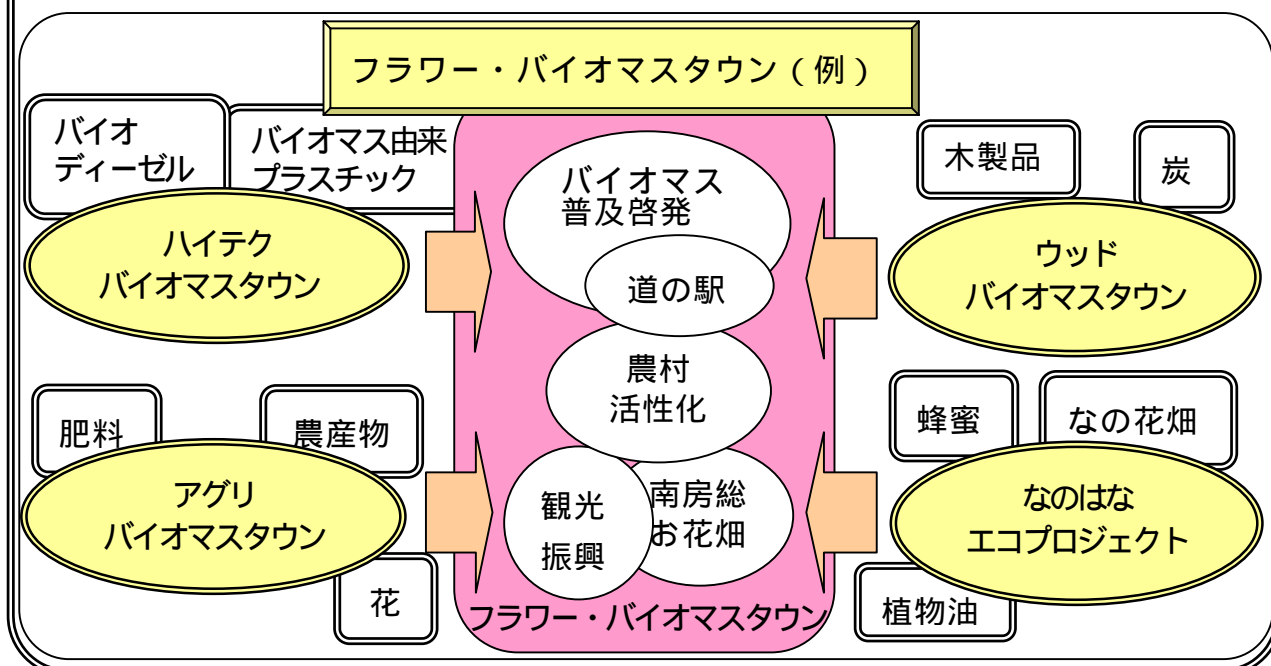 フラワー・バイオマスタウン（例）
バイオ
ディーゼル
バイオマス由来
プラスチック
ハイテク
バイオマスタウン
肥料
農産物
アグリ
バイオマスタウン
花
バイオマス
普及啓発
道の駅
農村
活性化
観光
振興
南房総
お花畑
フラワー・バイオマスタウン
木製品
炭
ウッド
バイオマスタウン
蜂蜜
なの花畑
なのはな
エコプロジェクト
植物油